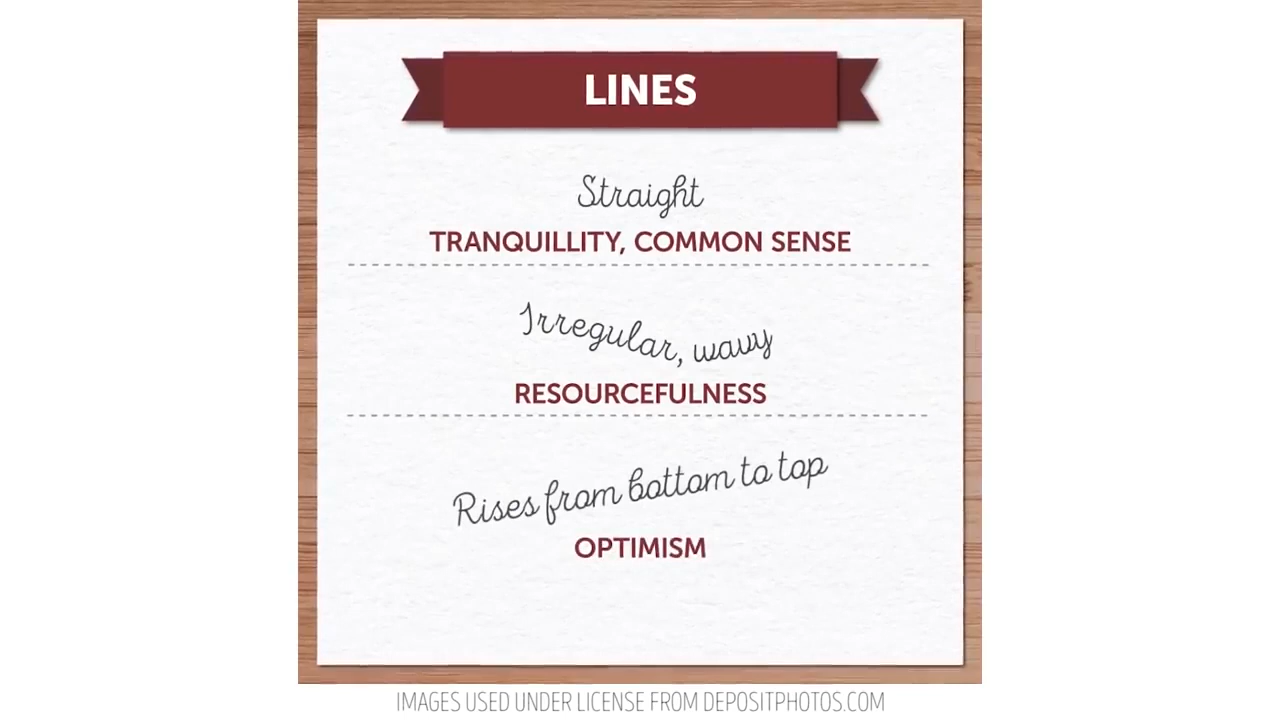 LINES
Straight
TRANQUILLITY, COMMON SENSE
Irregular, wavy
RESOURCEFULNESS
Rises from bottom to top
OPTIMISM
IMAGES USED UNDER LICENSE FROM DEPOSITPHOTOS.COM